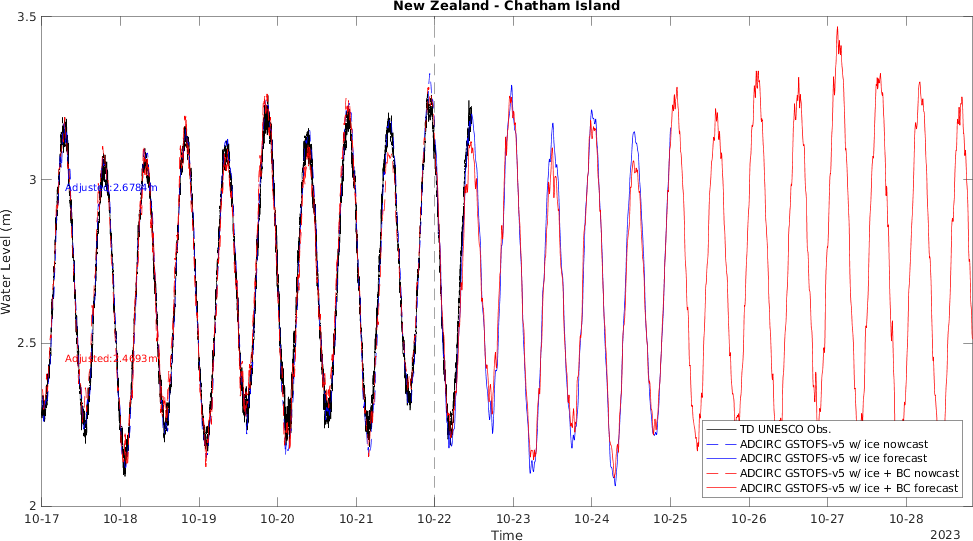 New Zealand - Chatham Island
3.5
3
2.5
2
Water Level (m)
Adjusted:2.6784m
Adjusted:2.4693m
TD UNESCO Obs.
ADCIRC GSTOFS-v5 w/ ice nowcast
ADCIRC GSTOFS-v5 w/ ice forecast
ADCIRC GSTOFS-v5 w/ ice + BC nowcast
ADCIRC GSTOFS-v5 w/ ice + BC forecast
10-17 10-18 10-19 10-20 10-21 10-22 10-23 10-24 10-25 10-26 10-27 10-28
Time
2023